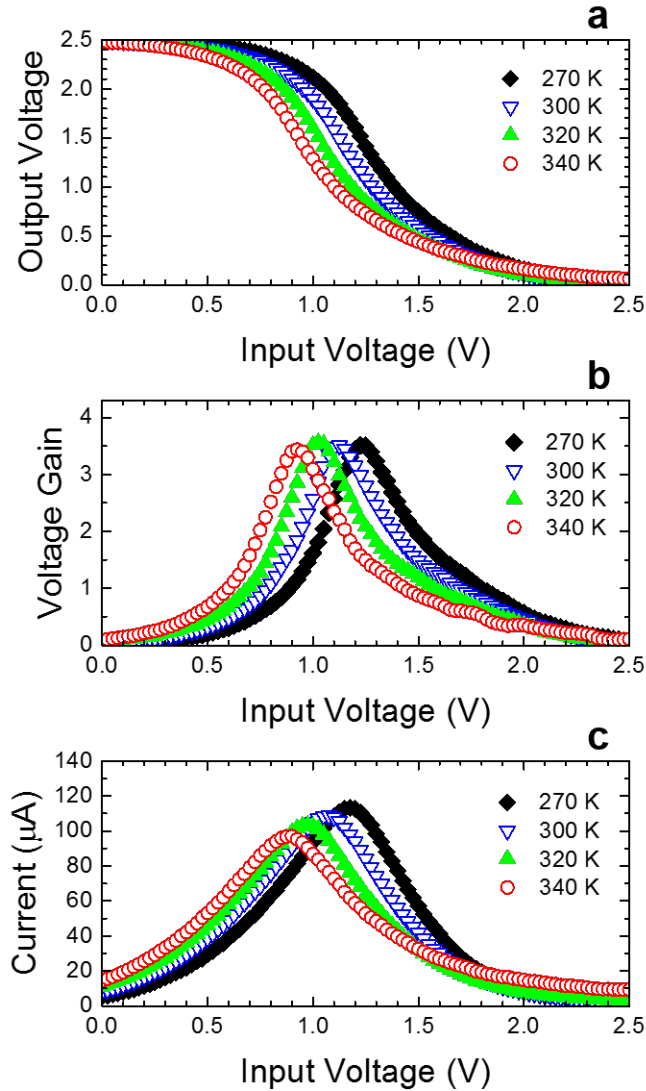 a
Output Voltage
2.5
2.0
1.5
1.0
0.5
0.0
270 K
300 K
320 K
340 K
0.0 0.5 1.0 1.5 2.0 2.5
Input Voltage (V)
b
Voltage Gain
4
3
2
1
0
270 K
300 K
320 K
340 K
0.0 0.5 1.0 1.5 2.0 2.5
Input Voltage (V)
c
Current (μA)
140
120
100
80
60
40
20
0
270 K
300 K
320 K
340 K
0.0 0.5 1.0 1.5 2.0 2.5
Input Voltage (V)